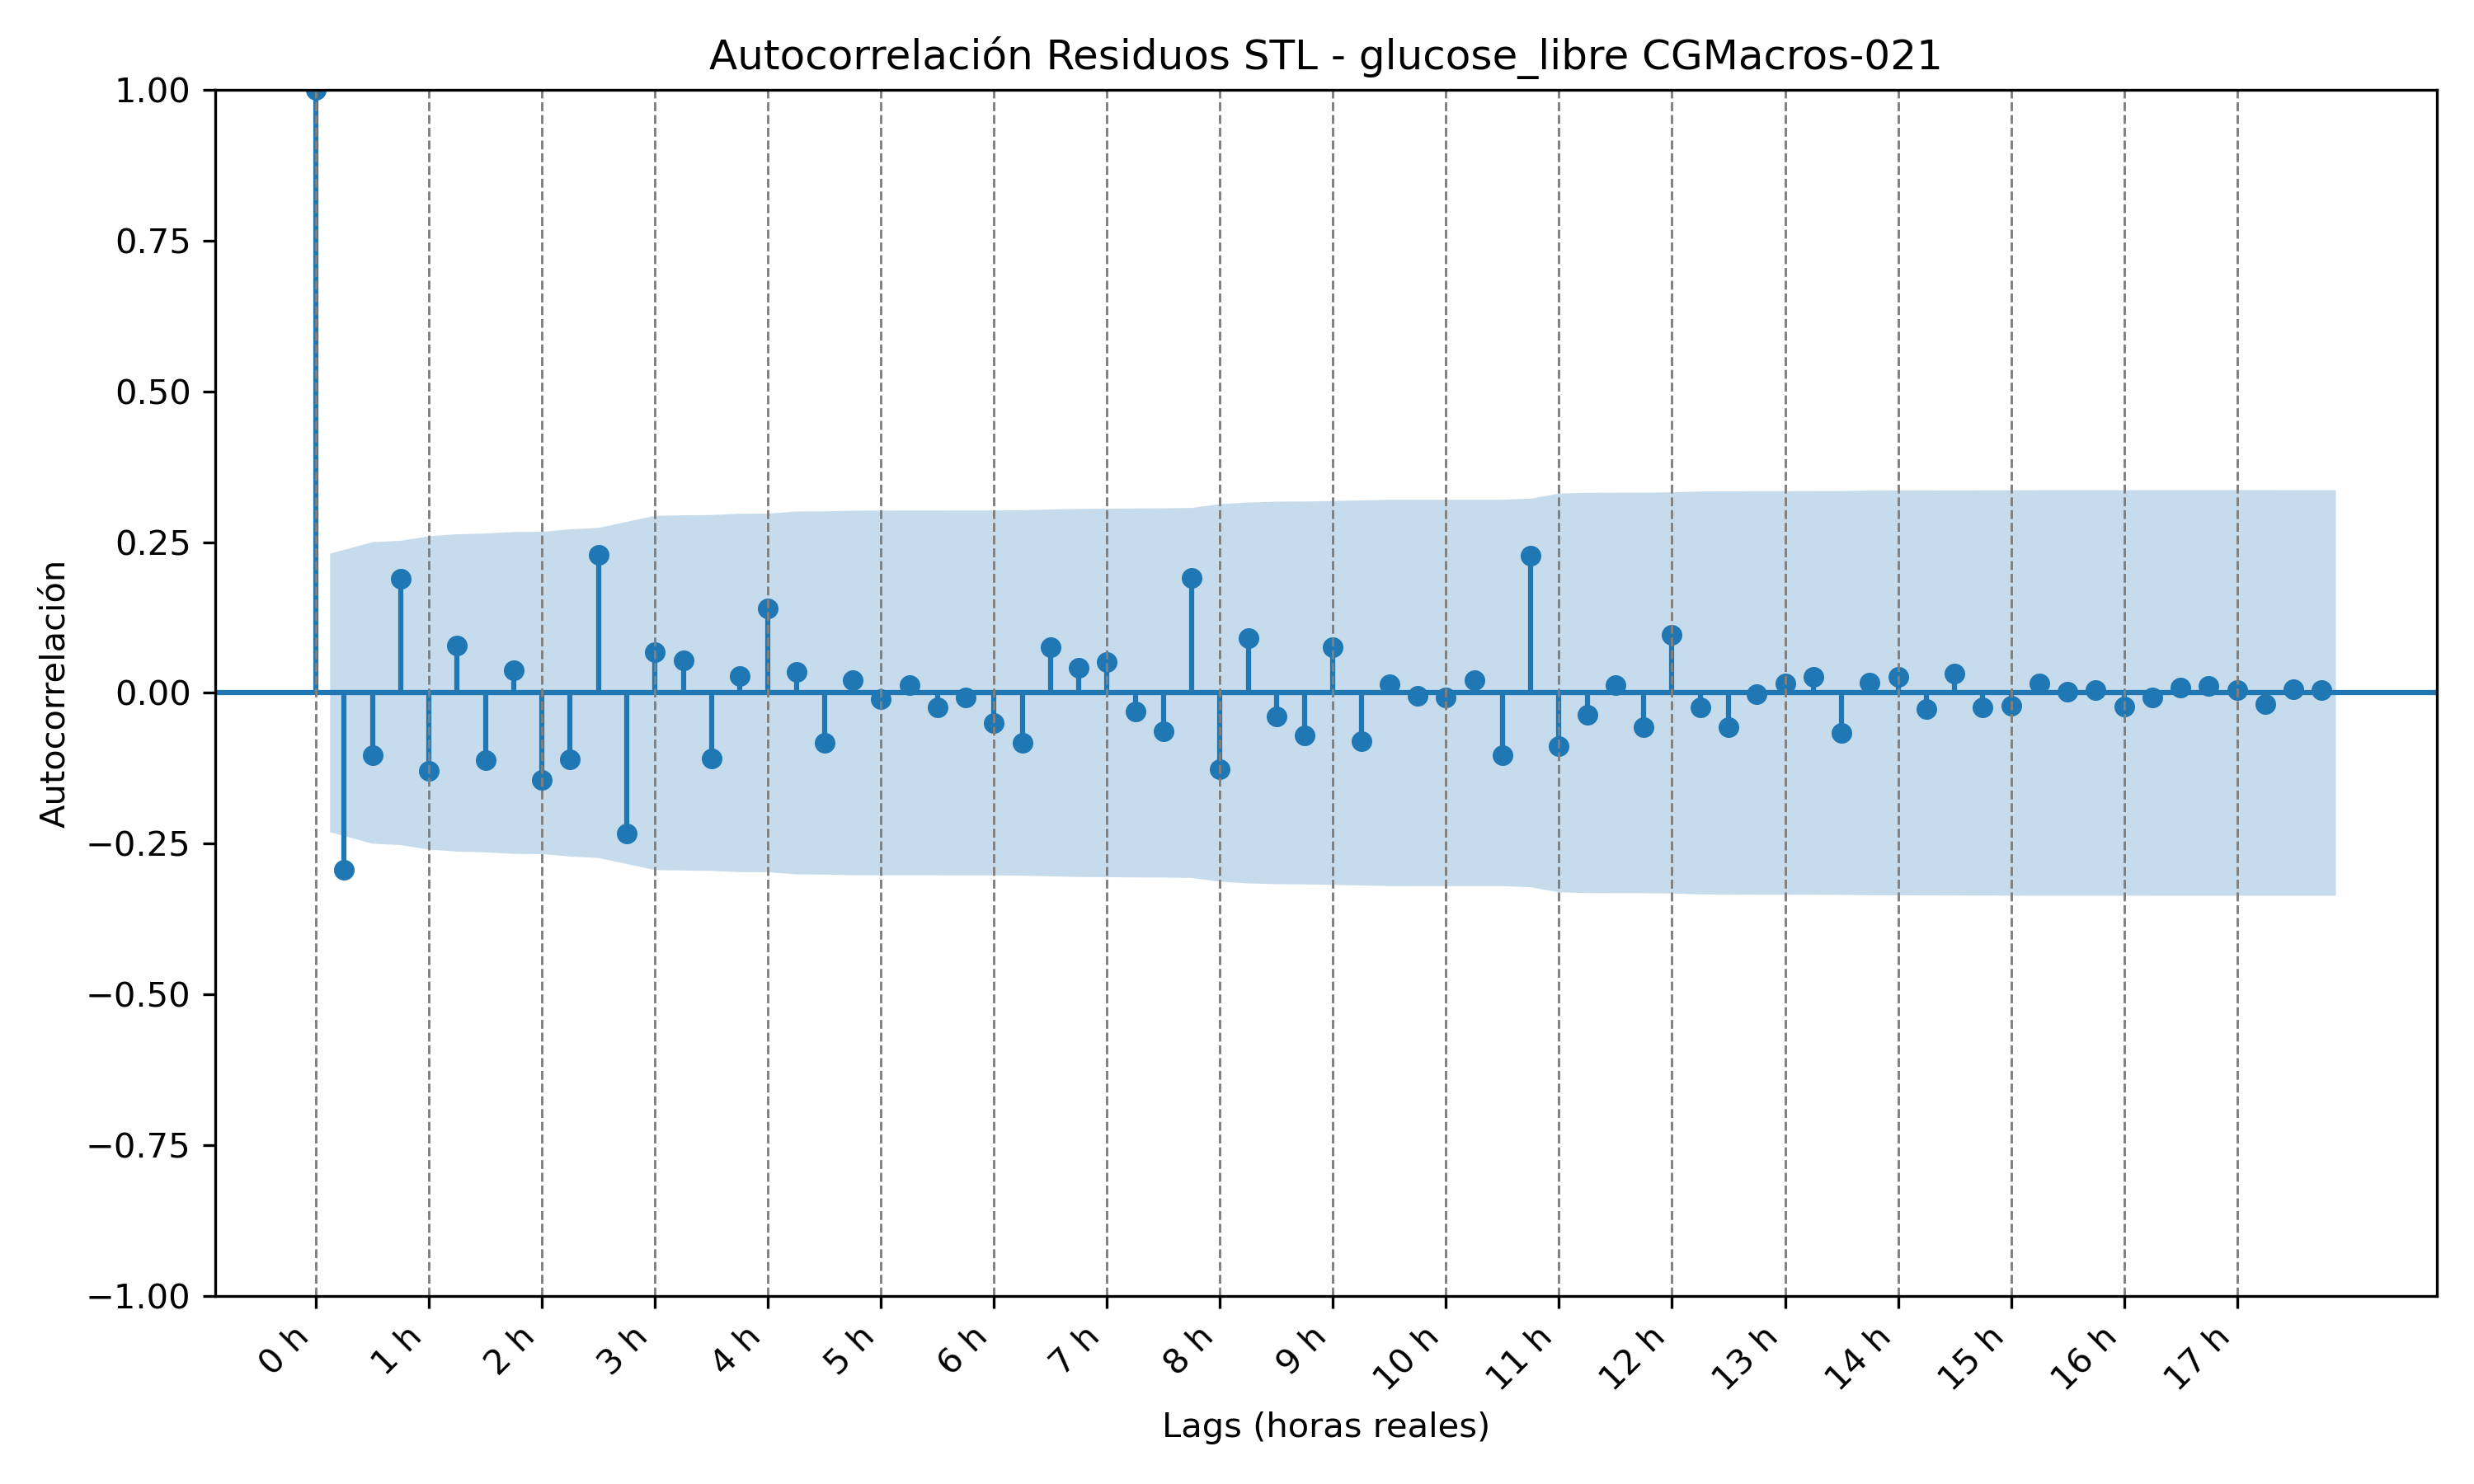 Autocorrelación Residuos STL - glucose_libre CGMacros-021
1.00
0.75
0.50
0.25
0.00
−0.25
−0.50
−0.75
−1.00
Autocorrelación
0 h
1 h
2 h
3 h
4 h
5 h
6 h
7 h
8 h
9 h
10 h
11 h
12 h
13 h
14 h
15 h
16 h
17 h
Lags (horas reales)